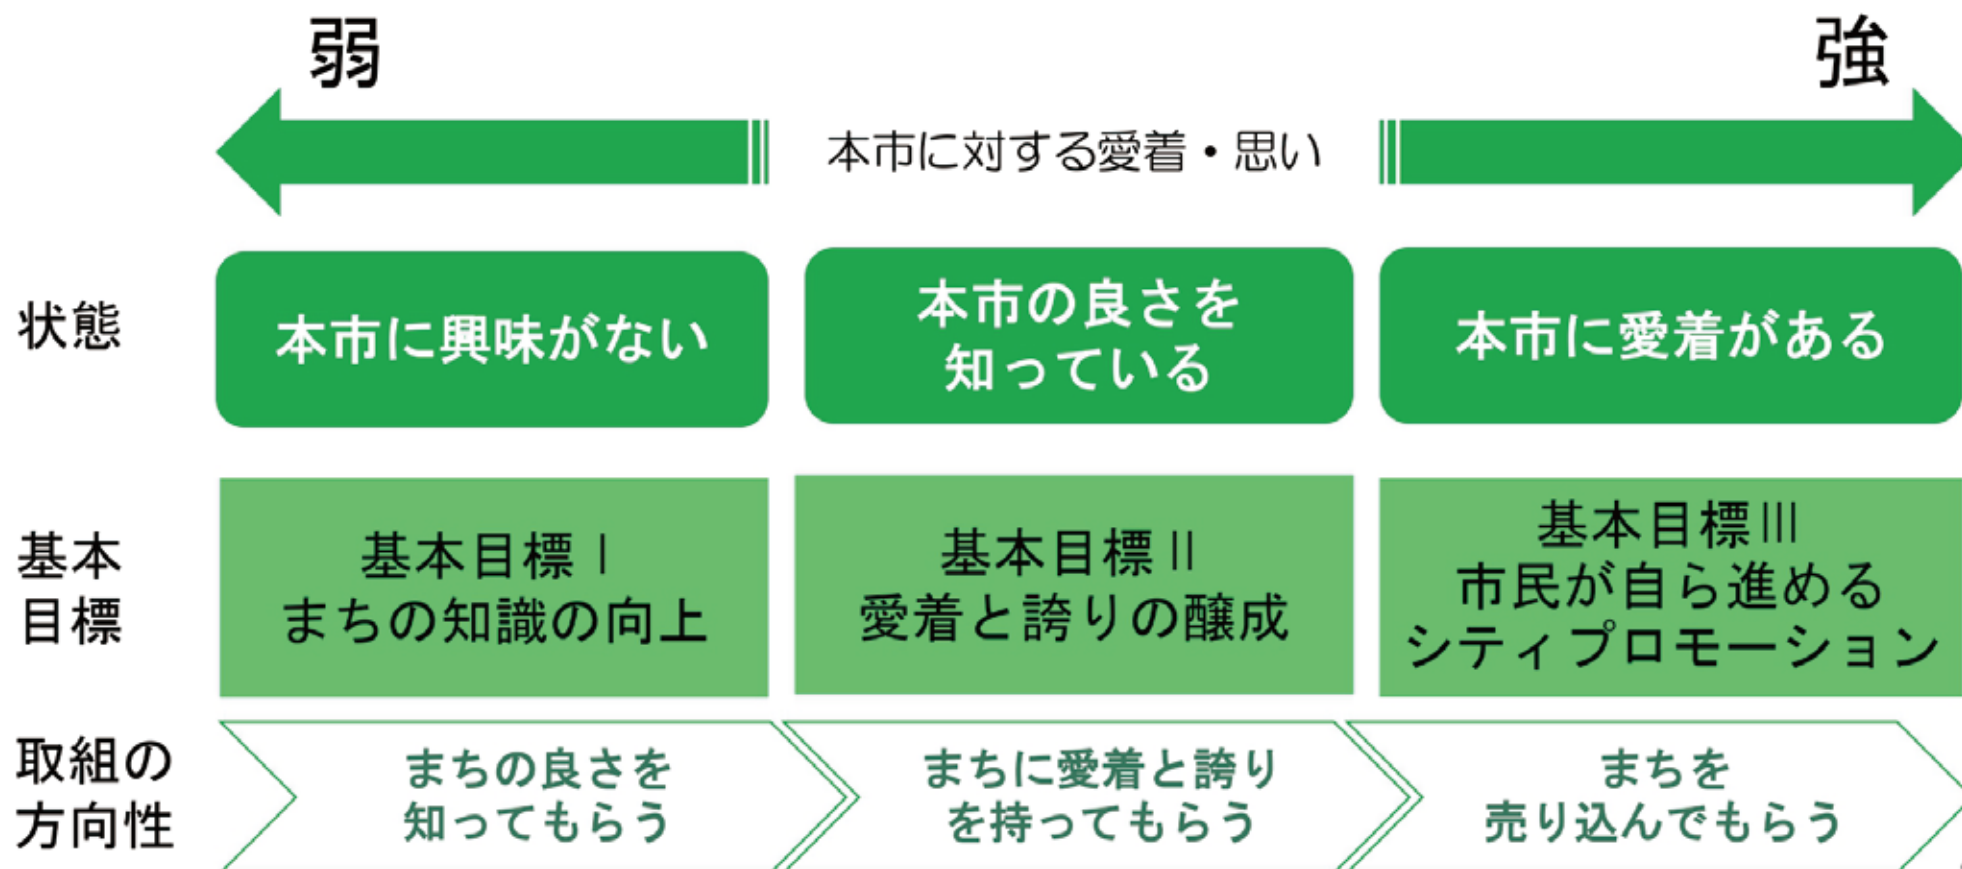 弱
強
本市に対する愛着・思い
状態
本市に興味がない
本市の良さを
知っている
本市に愛着がある
基本
目標
基本目標Ⅰ
まちの知識の向上
基本目標Ⅱ
愛着と誇りの醸成
基本目標Ⅲ
市民が自ら進める
シティプロモーション
取組の
方向性
まちの良さを
知ってもらう
まちに愛着と誇り
を持ってもらう
まちを
売り込んでもらう